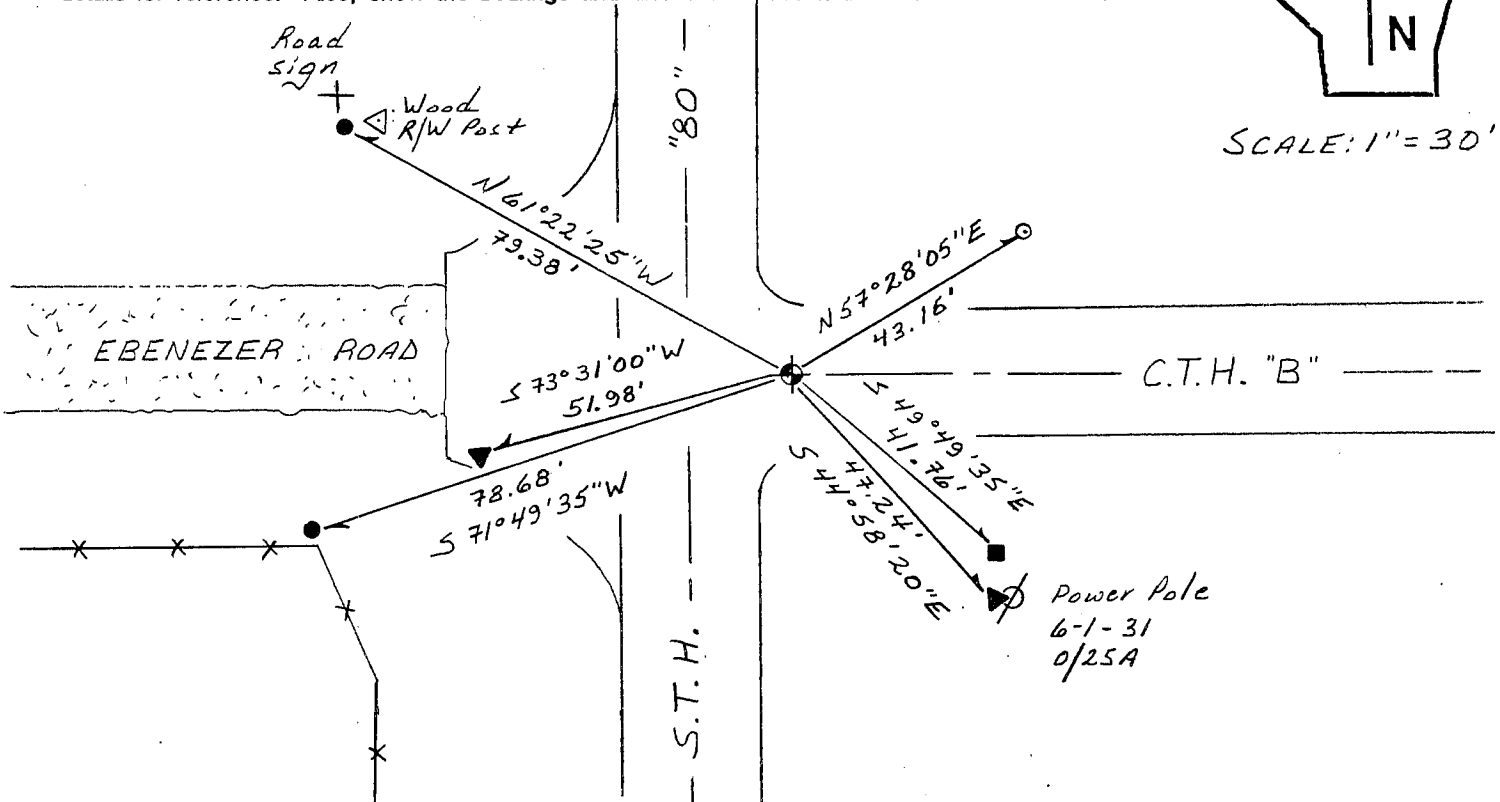 Road
sign
Wood
R/W Post
"80"
N
SCALE: 1" = 30'
N 61°22'25" W
79.38'
N 57°28'05" E
43.16'
EBENEZER ROAD
S 73°31'00" W
51.98'
C.T.H. "B"
S 49°49'35" E
41.76'
78.68'
S 71°49'35" W
47.24'
S 44°58'20" E
Power Pole
6-1-31
0/25A
S.T.H.